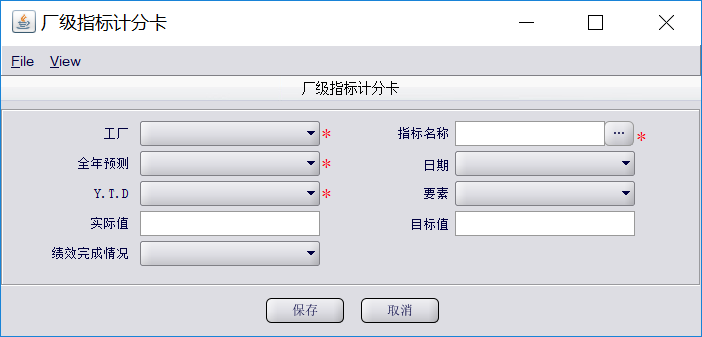 厂级指标计分卡
File View
厂级指标计分卡
工厂 * 指标名称 ... *
全年预测 * 日期
Y.T.D * 要素
实际值 目标值
绩效完成情况
保存 取消